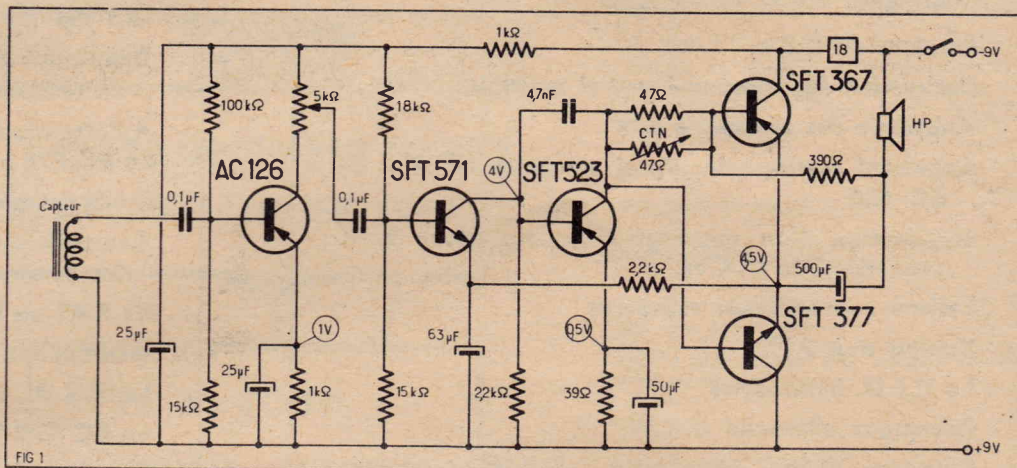 1kΩ
18
-9V
SFT 367
100kΩ
5kΩ
18kΩ
4,7nF
47Ω
CTN
47Ω
HP
390Ω
AC 126
SFT 571
4V
SFT 523
0,1µF
0,1µF
Capteur
2,2kΩ
4,5V
500µF
SFT 377
25µF
1V
63µF
0,5V
25µF
1kΩ
15kΩ
15kΩ
2,2kΩ
39Ω
50µF
+9V
FIG 1